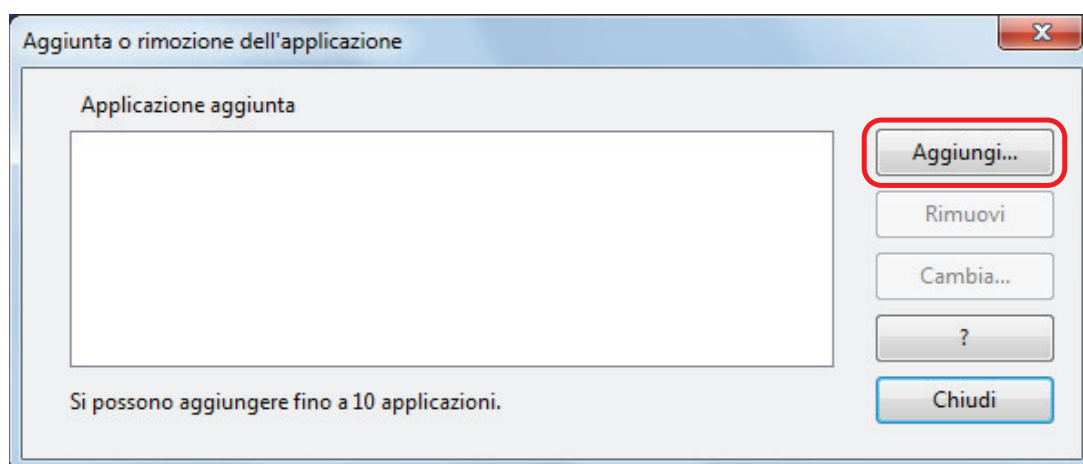 Aggiunta o rimozione dell'applicazione
Applicazione aggiunta
Aggiungi...
Rimuovi
Cambia...
?
Si possono aggiungere fino a 10 applicazioni.
Chiudi